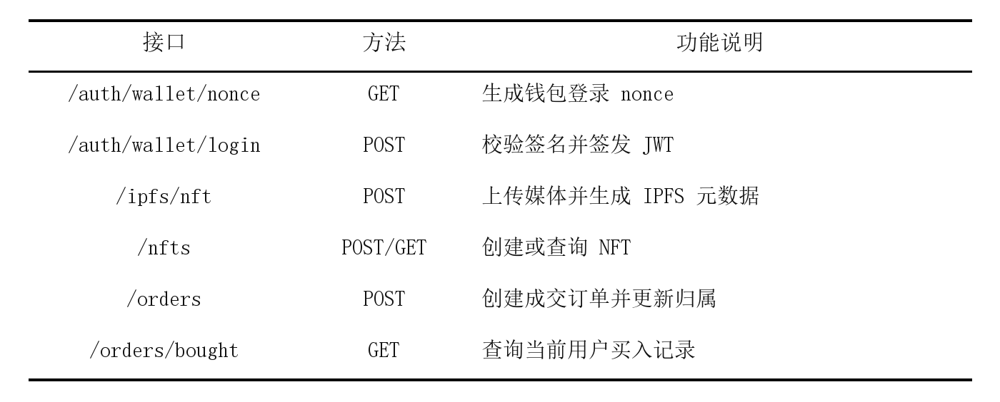 接口 方法 功能说明
/auth/wallet/nonce GET 生成钱包登录 nonce
/auth/wallet/login POST 校验签名并签发 JWT
/ipfs/nft POST 上传媒体并生成 IPFS 元数据
/nfts POST/GET 创建或查询 NFT
/orders POST 创建成交订单并更新归属
/orders/bought GET 查询当前用户买入记录